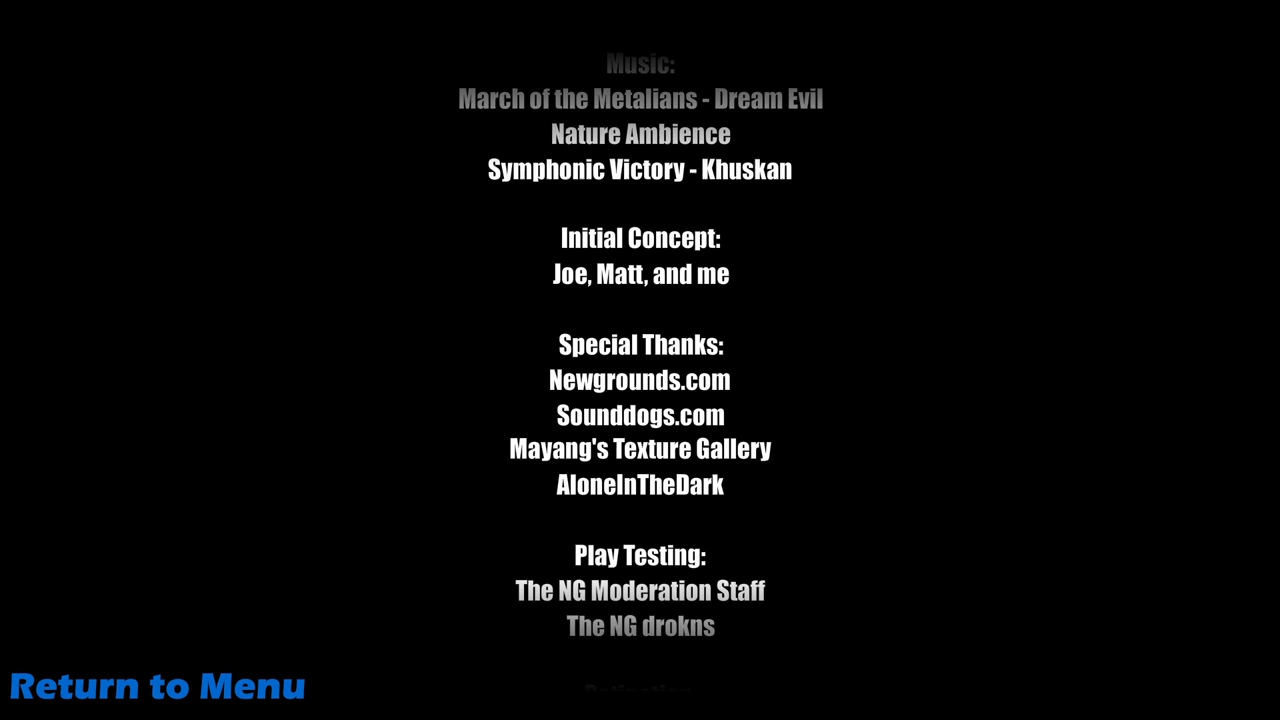 Music:
March of the Metalians - Dream Evil
Nature Ambience
Symphonic Victory - Khuskan
Initial Concept:
Joe, Matt, and me
Special Thanks:
Newgrounds.com
Sounddogs.com
Mayang's Texture Gallery
AloneInTheDark
Play Testing:
The NG Moderation Staff
The NG drokns
Return to Menu